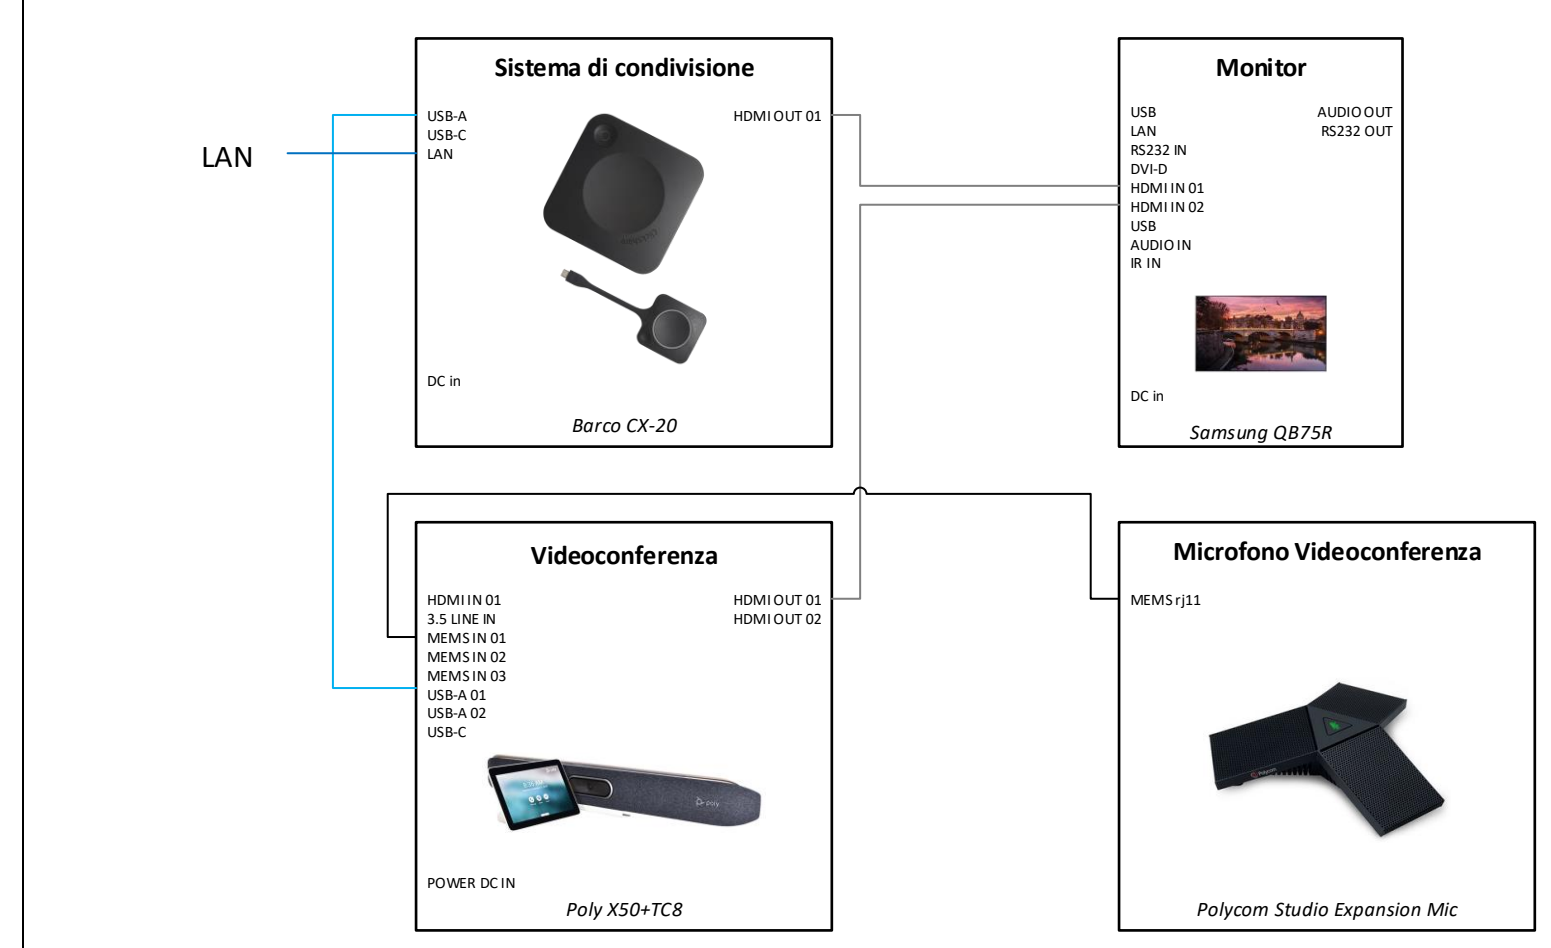 Sistema di condivisione
USB-A
USB-C
LAN
HDMI OUT 01
DC in
Barco CX-20
LAN
Monitor
USB
LAN
RS232 IN
DVI-D
HDMI IN 01
HDMI IN 02
USB
AUDIO IN
IR IN
AUDIO OUT
RS232 OUT
DC in
Samsung QB75R
Videoconferenza
HDMI IN 01
3.5 LINE IN
MEMS IN 01
MEMS IN 02
MEMS IN 03
USB-A 01
USB-A 02
USB-C
HDMI OUT 01
HDMI OUT 02
poly
POWER DC IN
Poly X50+TC8
Microfono Videoconferenza
MEMS rj11
Polycom
Polycom Studio Expansion Mic